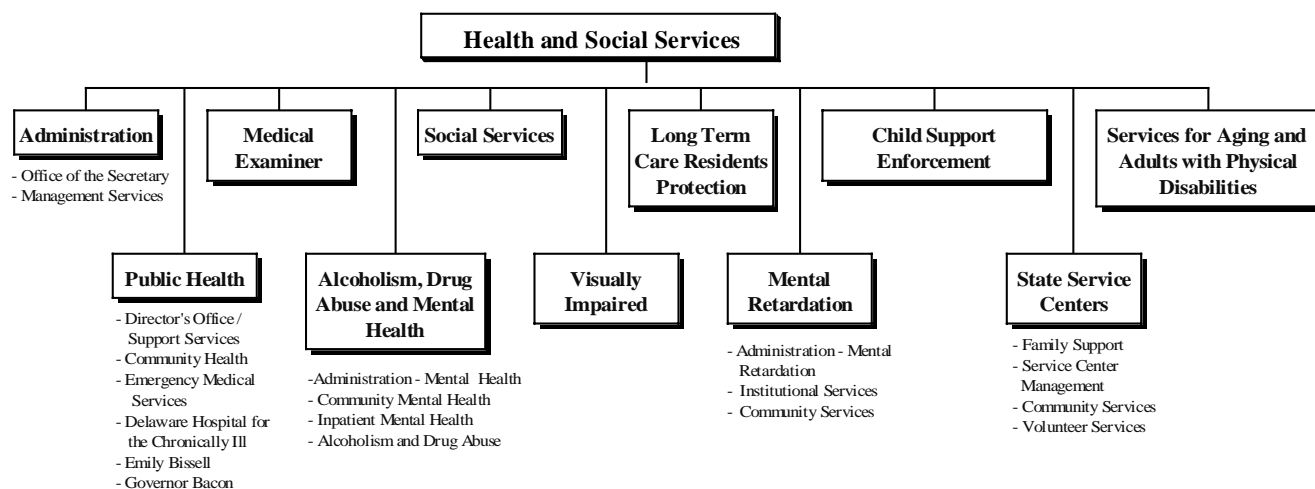 Health and Social Services
Administration
- Office of the Secretary
- Management Services
Medical
Examiner
Social Services
Long Term
Care Residents
Protection
Child Support
Enforcement
Services for Aging and
Adults with Physical
Disabilities
Public Health
- Director's Office /
Support Services
- Community Health
- Emergency Medical
Services
- Delaware Hospital for
the Chronically Ill
- Emily Bissell
- Governor Bacon
Alcoholism, Drug
Abuse and Mental
Health
-Administration - Mental Health
- Community Mental Health
- Inpatient Mental Health
- Alcoholism and Drug Abuse
Visually
Impaired
Mental
Retardation
- Administration - Mental
Retardation
- Institutional Services
- Community Services
State Service
Centers
- Family Support
- Service Center
Management
- Community Services
- Volunteer Services